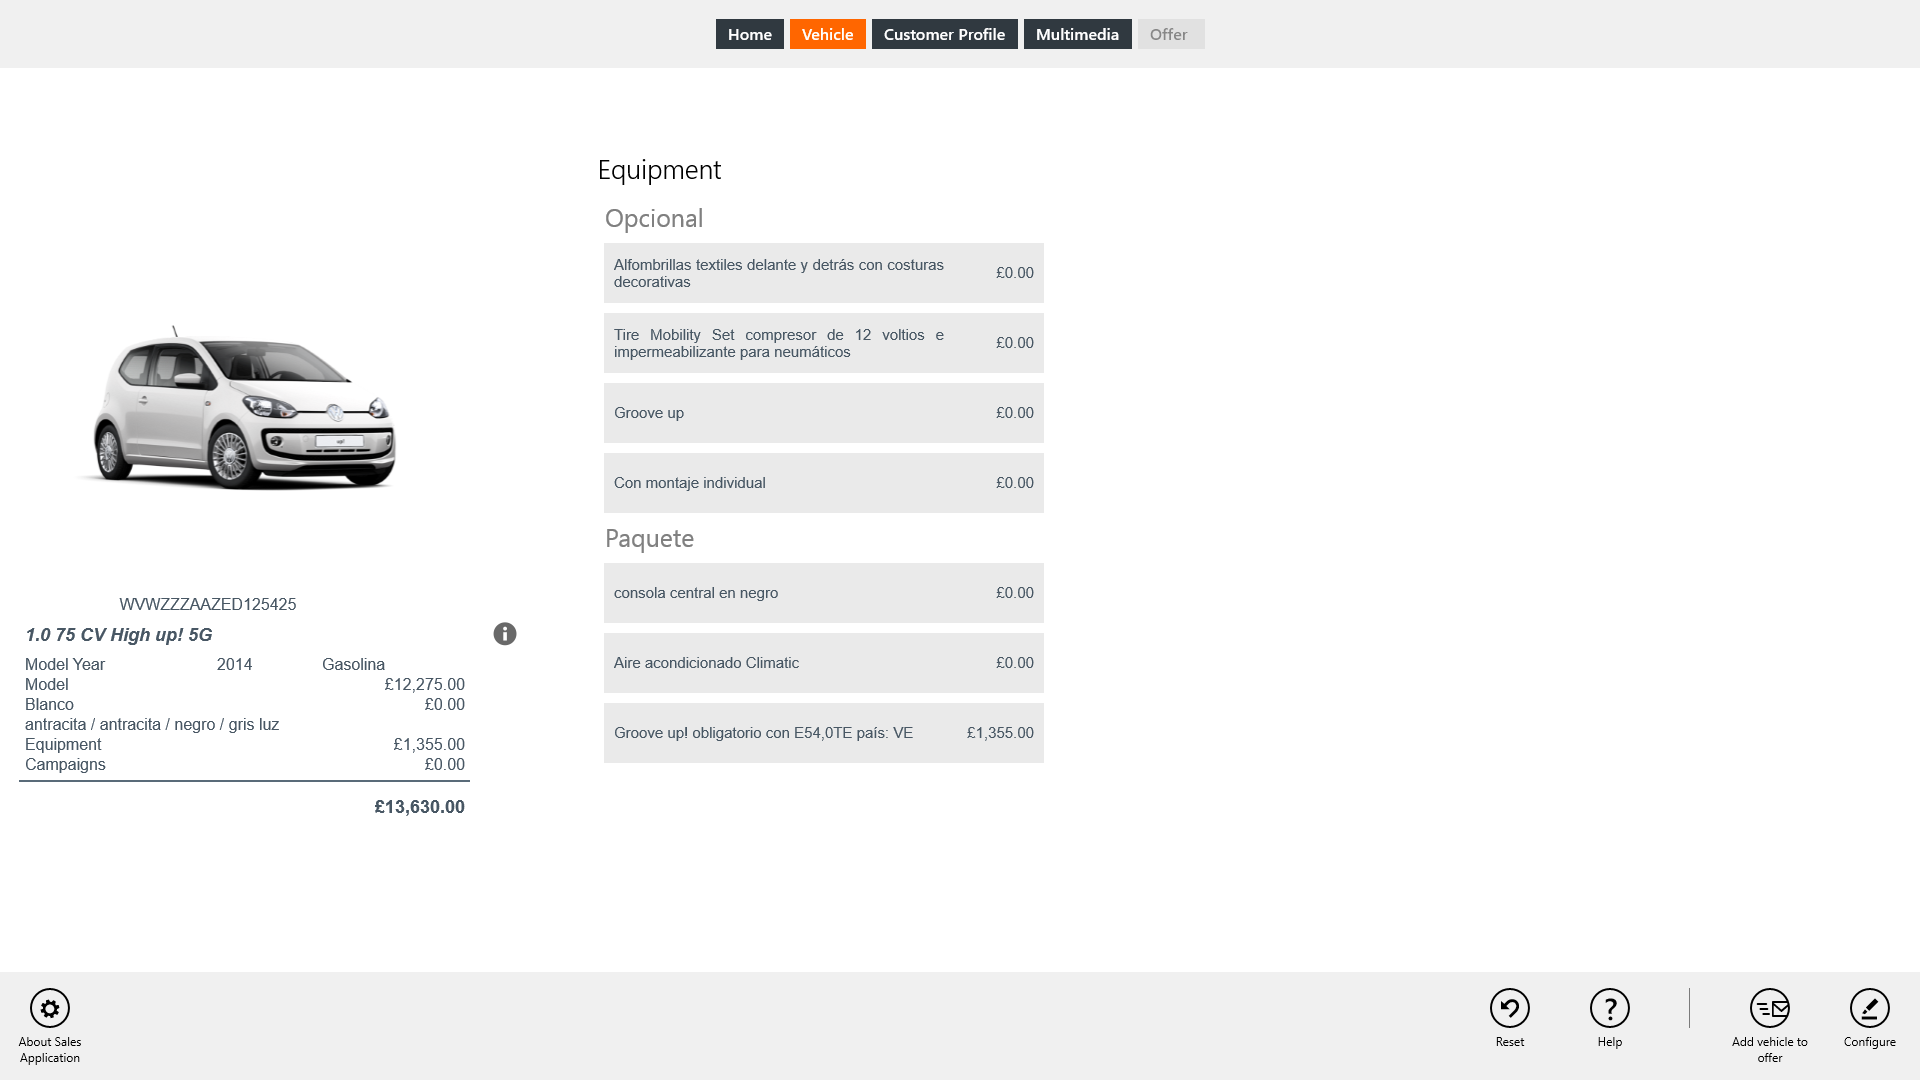 Home
Vehicle
Customer Profile
Multimedia
Offer
Equipment
Opcional
Alfombrillas textiles delante y detrás con costuras
decorativas
£0.00
Tire Mobility Set compresor de 12 voltios e
impermeabilizante para neumáticos
£0.00
Groove up £0.00
Con montaje individual £0.00
Paquete
consola central en negro £0.00
Aire acondicionado Climatic £0.00
Groove up! obligatorio con E54,0TE país: VE £1,355.00
WVWZZZAAZED125425
1.0 75 CV High up! 5G
Model Year 2014 Gasolina
Model £12,275.00
Blanco £0.00
antracita / antracita / negro / gris luz
Equipment £1,355.00
Campaigns £0.00
£13,630.00
About Sales
Application
Reset
Help
Add vehicle to
offer
Configure